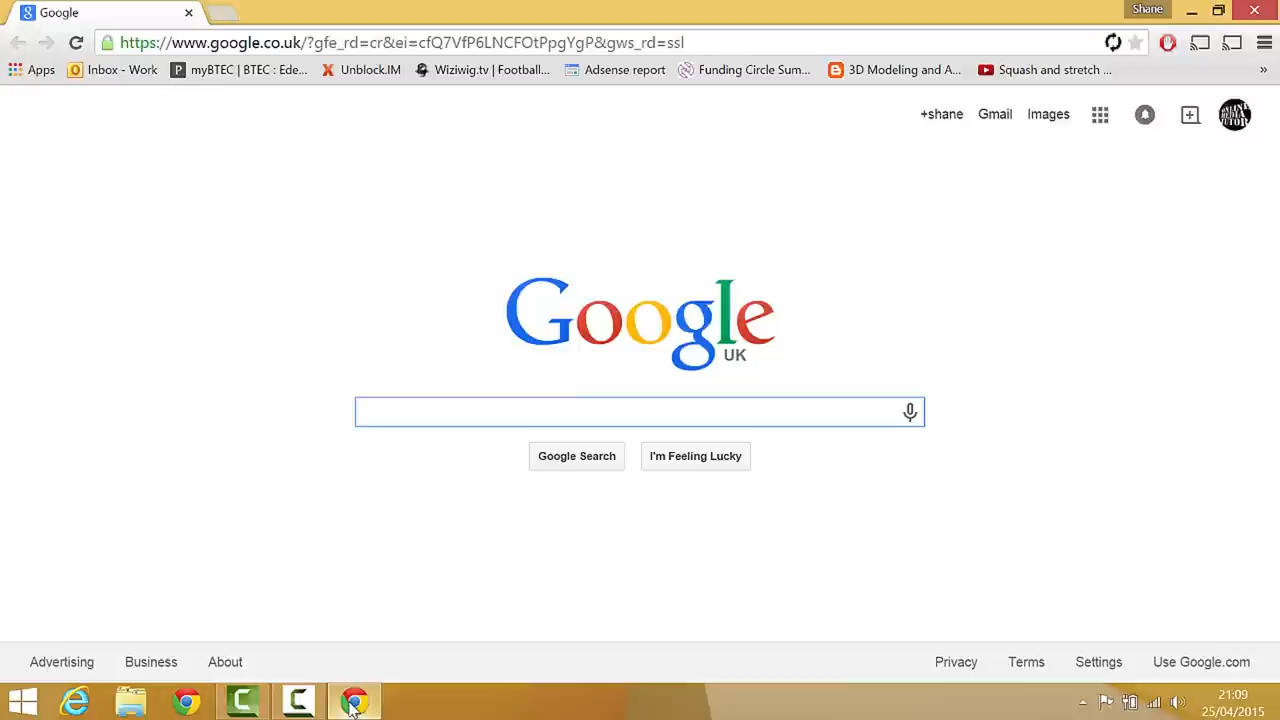 Google
Shane
https://www.google.co.uk/?gfe_rd=cr&ei=cfQ7VfP6LNCFOtPpgYgP&gws_rd=ssl
Apps Inbox - Work myBTEC | BTEC : Ede... Unblock.IM Wiziwig.tv | Football... Adsense report Funding Circle Sum... 3D Modeling and A... Squash and stretch ... »
+shane Gmail Images
ONLINE MEDIA TUTOR
Google
UK
Google Search I'm Feeling Lucky
Advertising Business About Privacy Terms Settings Use Google.com
21:09
25/04/2015